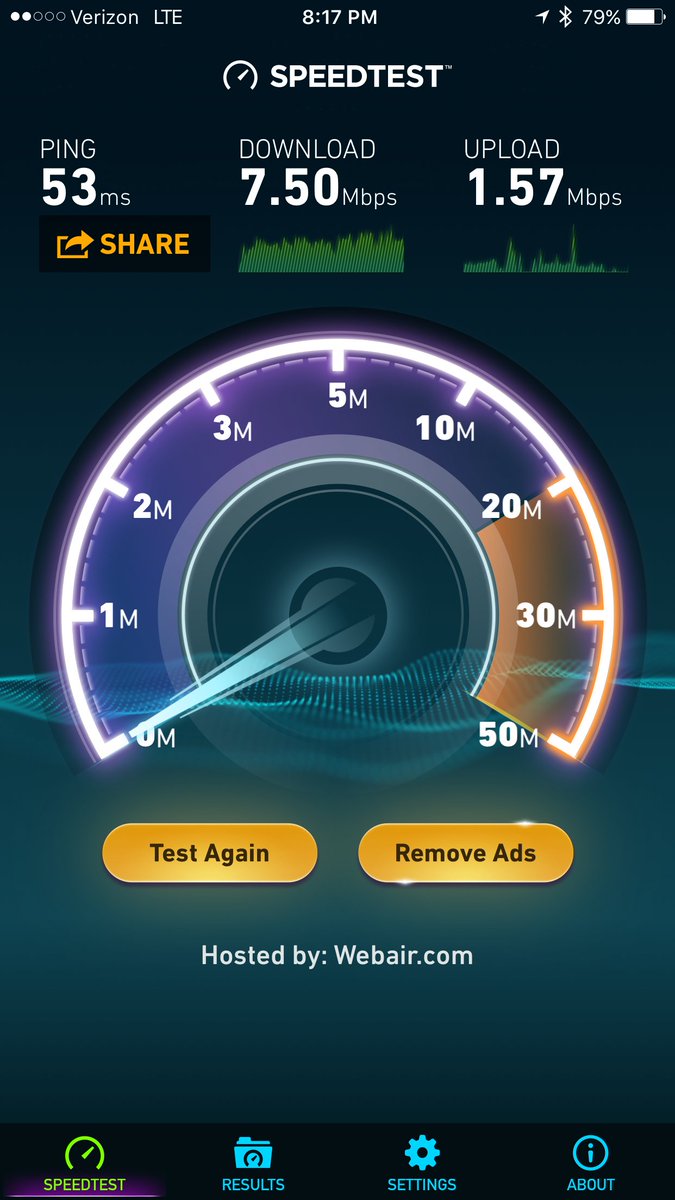 Verizon LTE 8:17 PM 79%
SPEEDTEST™
PING DOWNLOAD UPLOAD
53ms 7.50Mbps 1.57Mbps
SHARE
5M
3M 10M
2M 20M
1M 30M
0M 50M
Test Again Remove Ads
Hosted by: Webair.com
SPEEDTEST RESULTS SETTINGS ABOUT